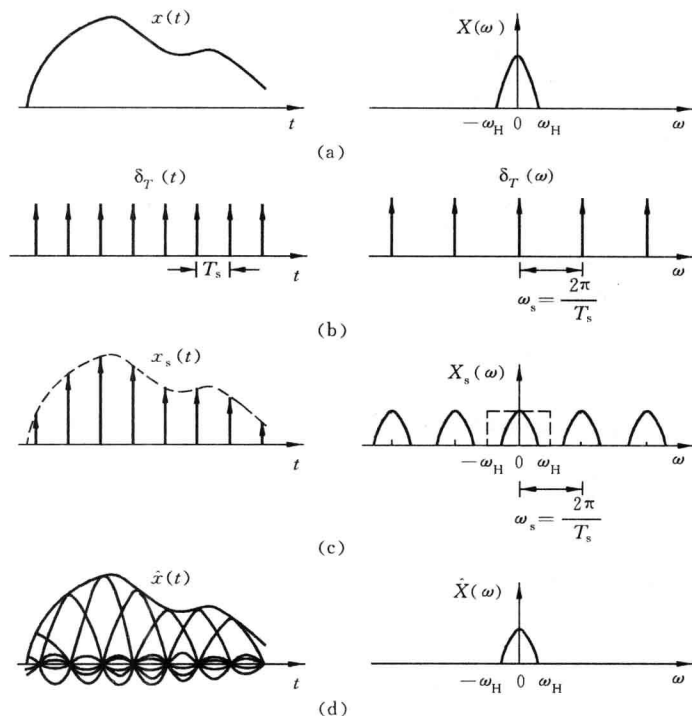 x(t)
X(ω)
t
−ω_H 0 ω_H ω
(a)
δ_T(t)
δ_T(ω)
T_s
t
ω
ω_s = 2π/T_s
(b)
x_s(t)
X_s(ω)
t
−ω_H 0 ω_H ω
ω_s = 2π/T_s
(c)
x̂(t)
X̂(ω)
t
−ω_H 0 ω_H ω
(d)